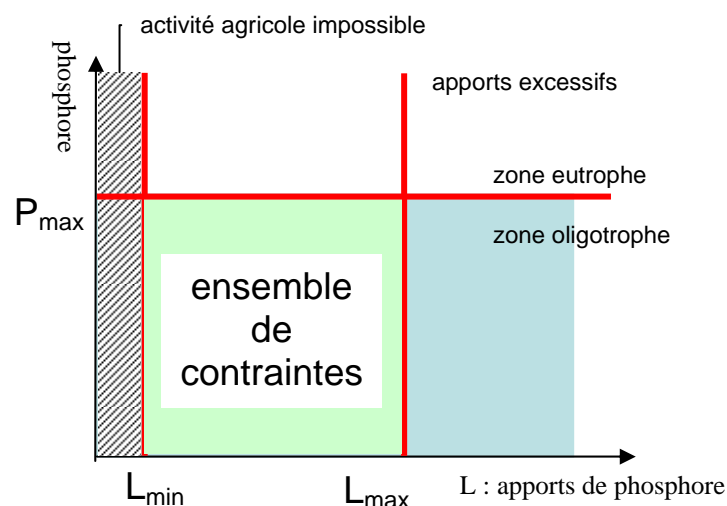 activité agricole impossible
phosphore
apports excessifs
zone eutrophe
Pmax
zone oligotrophe
ensemble
de
contraintes
Lmin
Lmax
L : apports de phosphore